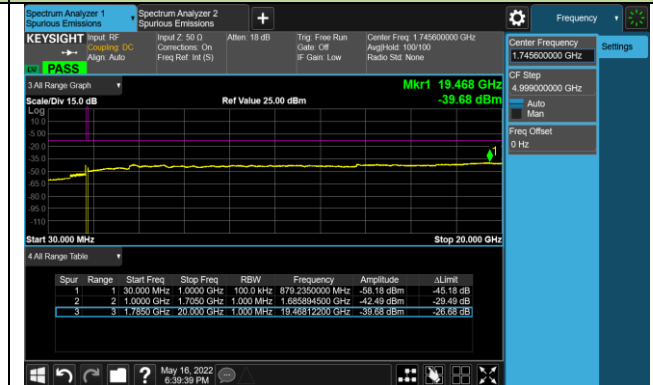 Spectrum Analyzer 1
Spurious Emissions
Spectrum Analyzer 2
Spurious Emissions
+
Frequency
KEYSIGHT
Input: RF
Coupling: DC
Align: Auto
Input Z: 50 Ω
Corrections: On
Freq Ref: Int (S)
Atten: 18 dB
Trig: Free Run
Gate: Off
IF Gain: Low
Center Freq: 1.745600000 GHz
Avg|Hold: 100/100
Radio Std: None
PASS
Center Frequency
1.745600000 GHz
Settings
CF Step
4.999000000 GHz
Auto
Man
Freq Offset
0 Hz
3 All Range Graph
Mkr1 19.468 GHz
-39.68 dBm
Scale/Div 15.0 dB
Ref Value 25.00 dBm
Log
10.0
-5.00
-20.0
-35.0
-50.0
-65.0
-80.0
-95.0
-110
1
Start 30.000 MHz
Stop 20.000 GHz
4 All Range Table
Spur Range Start Freq Stop Freq RBW Frequency Amplitude ΔLimit
1 1 30.000 MHz 1.0000 GHz 100.0 kHz 879.2350000 MHz -58.18 dBm -45.18 dB
2 2 1.0000 GHz 1.7050 GHz 1.000 MHz 1.685894500 GHz -42.49 dBm -29.49 dB
3 3 1.7850 GHz 20.000 GHz 1.000 MHz 19.46812200 GHz -39.68 dBm -26.68 dB
?
May 16, 2022
6:39:39 PM